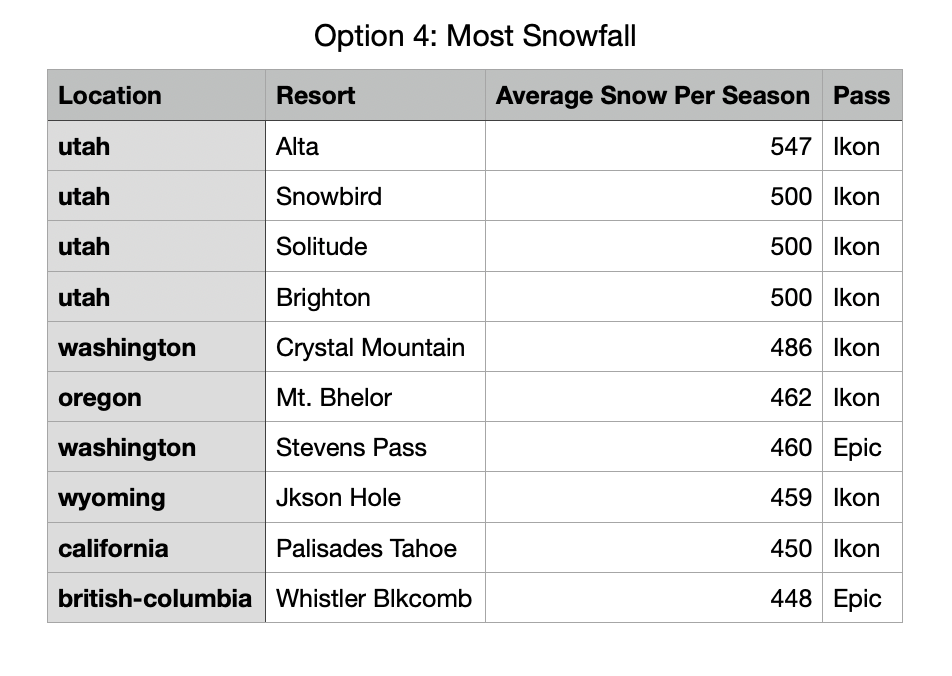 Option 4: Most Snowfall
Location Resort Average Snow Per Season Pass
utah Alta 547 Ikon
utah Snowbird 500 Ikon
utah Solitude 500 Ikon
utah Brighton 500 Ikon
washington Crystal Mountain 486 Ikon
oregon Mt. Bhelor 462 Ikon
washington Stevens Pass 460 Epic
wyoming Jkson Hole 459 Ikon
california Palisades Tahoe 450 Ikon
british-columbia Whistler Blkcomb 448 Epic